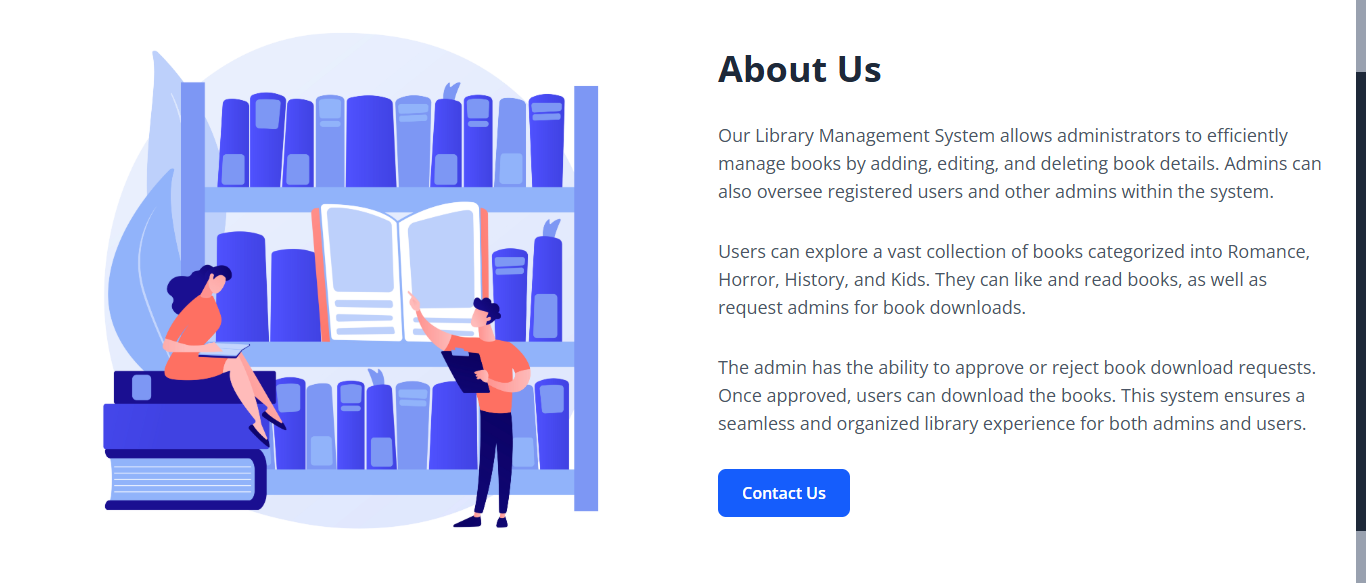 About Us
Our Library Management System allows administrators to efficiently
manage books by adding, editing, and deleting book details. Admins can
also oversee registered users and other admins within the system.
Users can explore a vast collection of books categorized into Romance,
Horror, History, and Kids. They can like and read books, as well as
request admins for book downloads.
The admin has the ability to approve or reject book download requests.
Once approved, users can download the books. This system ensures a
seamless and organized library experience for both admins and users.
Contact Us